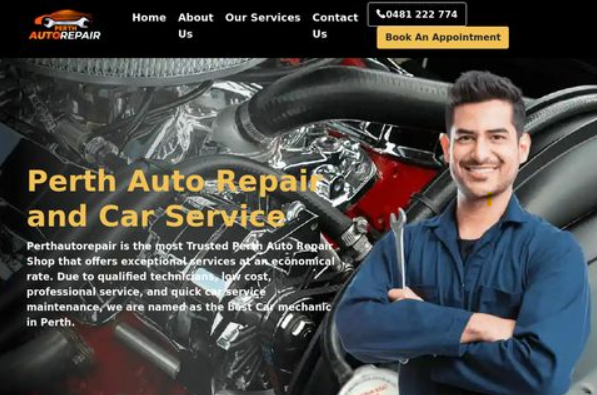 PERTH
AUTOREPAIR
Home
About
Us
Our Services
Contact
Us
0481 222 774
Book An Appointment
Perth Auto Repair
and Car Service
Perthautorepair is the most Trusted Perth Auto Repair
Shop that offers exceptional services at an economical
rate. Due to qualified technicians, low cost,
professional service, and quick car service
maintenance, we are named as the Best Car mechanic
in Perth.